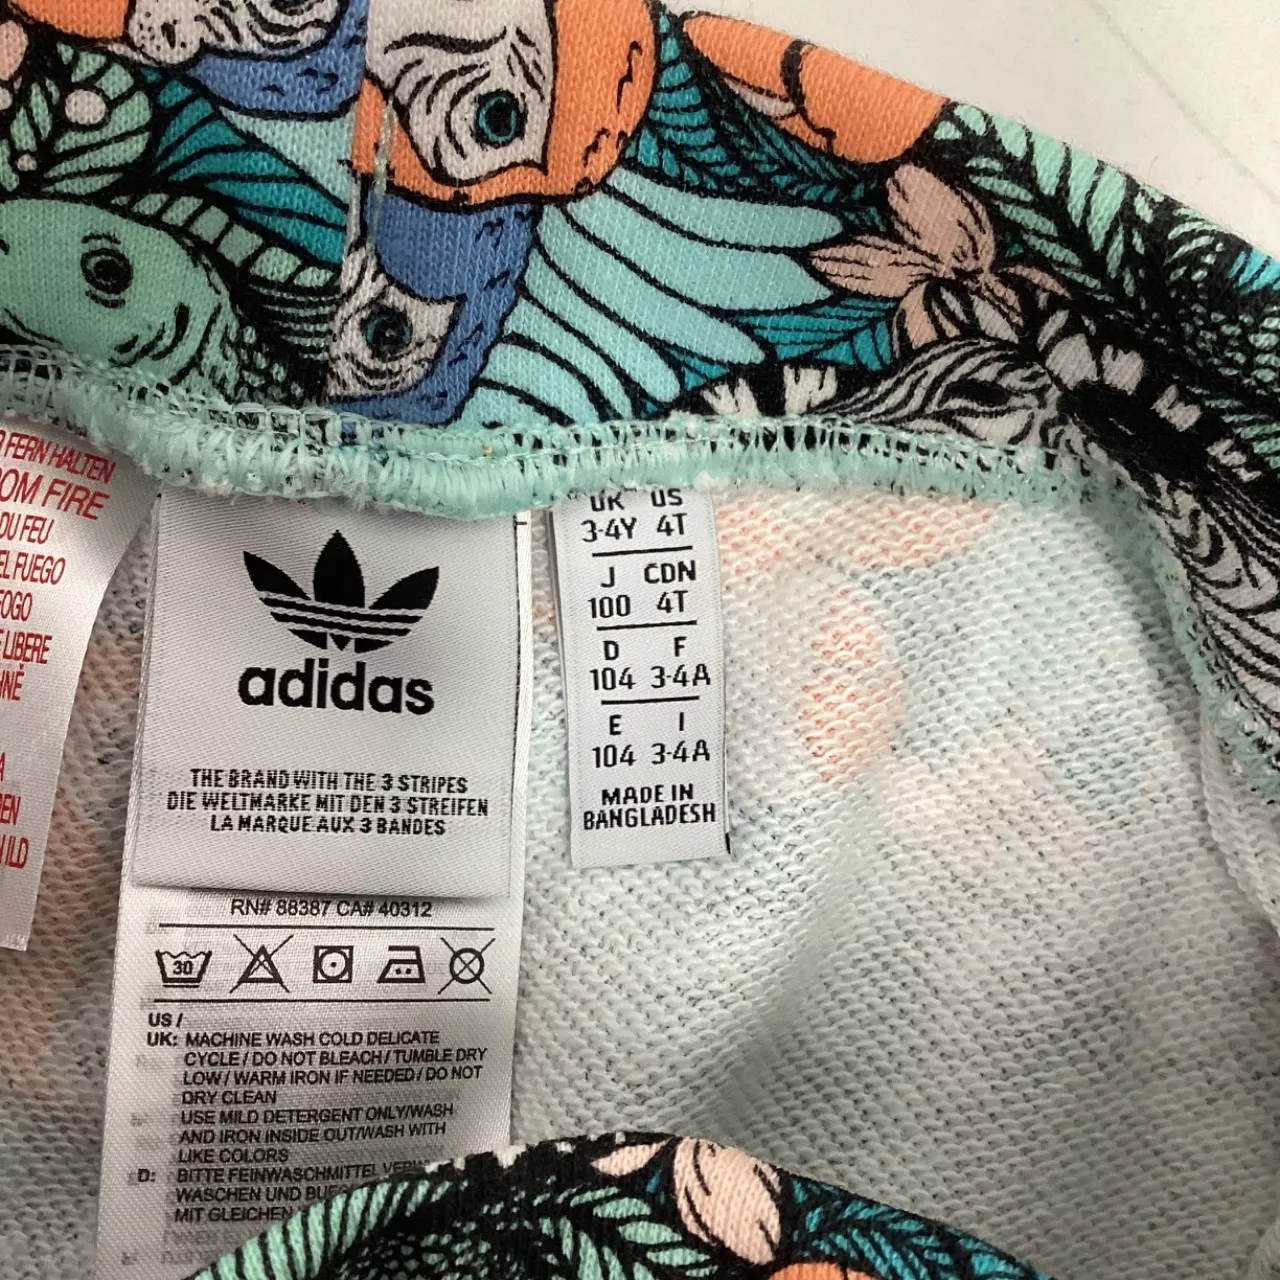 FERN HALTEN
FIRE
DU FEU
FUEGO
LIBERE
adidas
THE BRAND WITH THE 3 STRIPES
DIE WELTMARKE MIT DEN 3 STREIFEN
LA MARQUE AUX 3 BANDES
RN# 88387 CA# 40312
30
US /
UK: MACHINE WASH COLD DELICATE
CYCLE / DO NOT BLEACH / TUMBLE DRY
LOW / WARM IRON IF NEEDED / DO NOT
DRY CLEAN
USE MILD DETERGENT ONLY/WASH
AND IRON INSIDE OUT/WASH WITH
LIKE COLORS
D: BITTE FEINWASCHMITTEL
WASCHEN UND
MIT GLEICHEN
UK US
3-4Y 4T
J CDN
100 4T
D F
104 3-4A
E I
104 3-4A
MADE IN
BANGLADESH